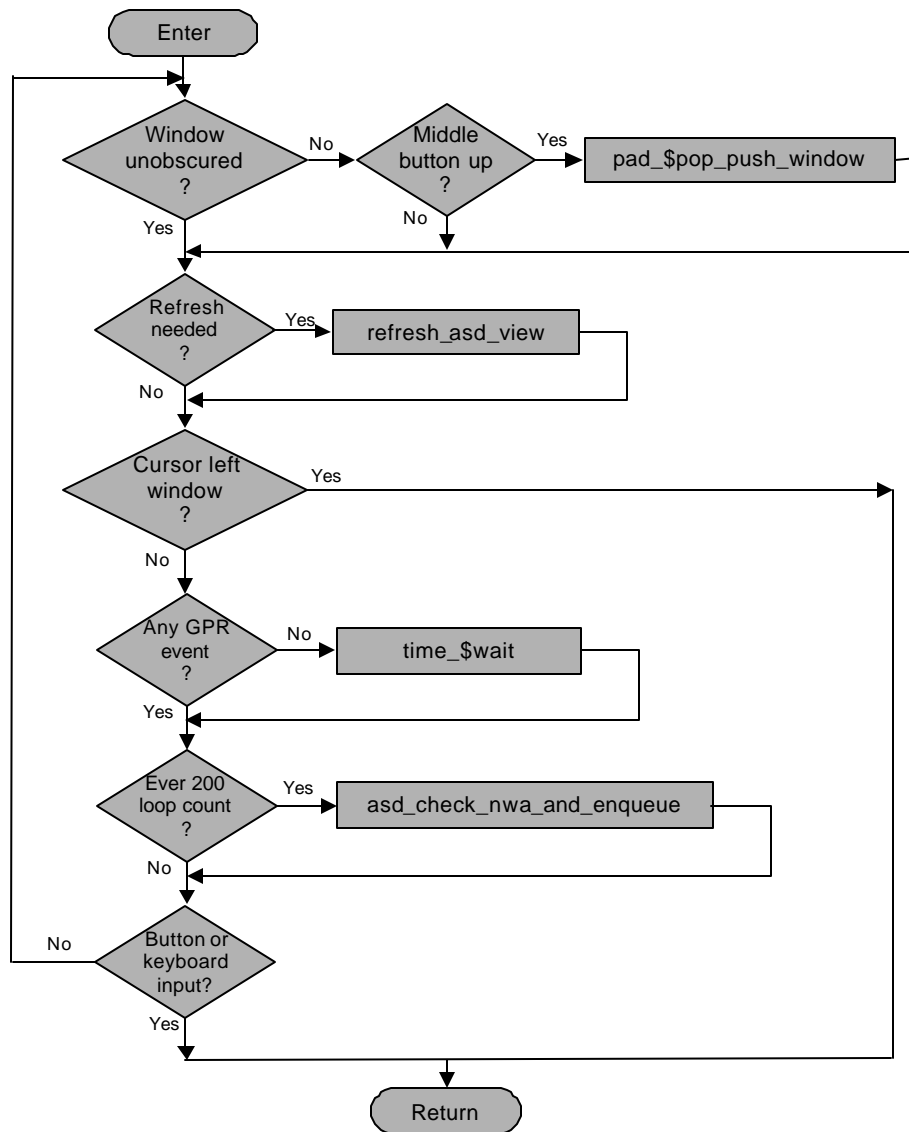 Enter
Window
unobscured
?
No
Middle
button up
?
Yes
pad_$pop_push_window
No
Yes
Refresh
needed
?
Yes
refresh_asd_view
No
Cursor left
window
?
Yes
No
Any GPR
event
?
No
time_$wait
Yes
Ever 200
loop count
?
Yes
asd_check_nwa_and_enqueue
No
Button or
keyboard
input?
No
Yes
Return